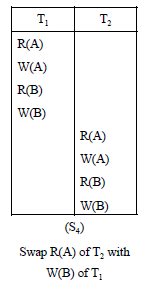 T₁ T₂
R(A)
W(A)
R(B)
W(B)
R(A)
W(A)
R(B)
W(B)
(S₄)
Swap R(A) of T₂ with
W(B) of T₁